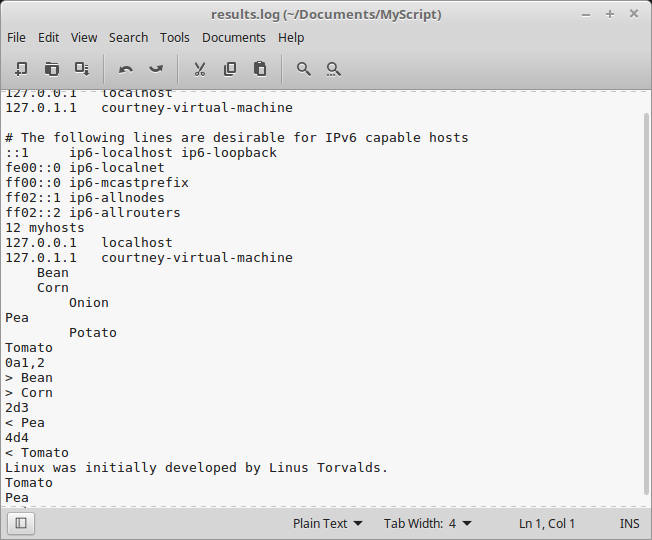 results.log (~/Documents/MyScript)
File Edit View Search Tools Documents Help
127.0.0.1   localhost
127.0.1.1   courtney-virtual-machine

# The following lines are desirable for IPv6 capable hosts
::1     ip6-localhost ip6-loopback
fe00::0 ip6-localnet
ff00::0 ip6-mcastprefix
ff02::1 ip6-allnodes
ff02::2 ip6-allrouters
12 myhosts
127.0.0.1   localhost
127.0.1.1   courtney-virtual-machine
    Bean
    Corn
        Onion
Pea
        Potato
Tomato
0a1,2
> Bean
> Corn
2d3
< Pea
4d4
< Tomato
Linux was initially developed by Linus Torvalds.
Tomato
Pea
Plain Text Tab Width: 4 Ln 1, Col 1 INS